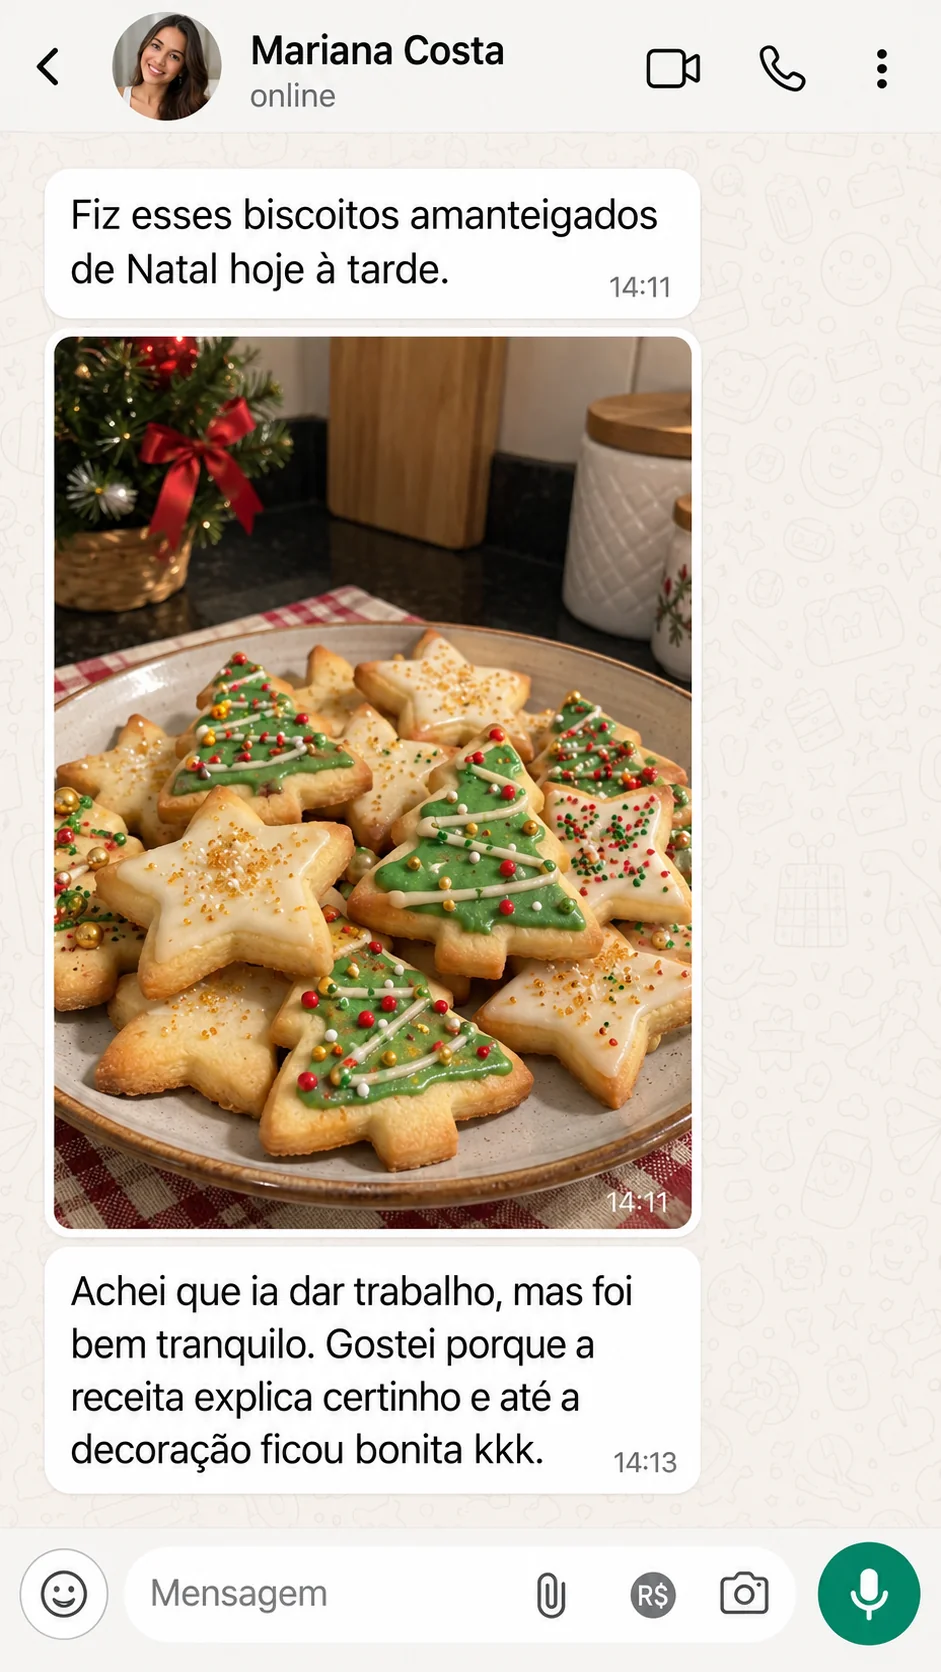 Mariana Costa
online
Fiz esses biscoitos amanteigados
de Natal hoje à tarde.
14:11
14:11
Achei que ia dar trabalho, mas foi
bem tranquilo. Gostei porque a
receita explica certinho e até a
decoração ficou bonita kkk.
14:13
Mensagem
R$